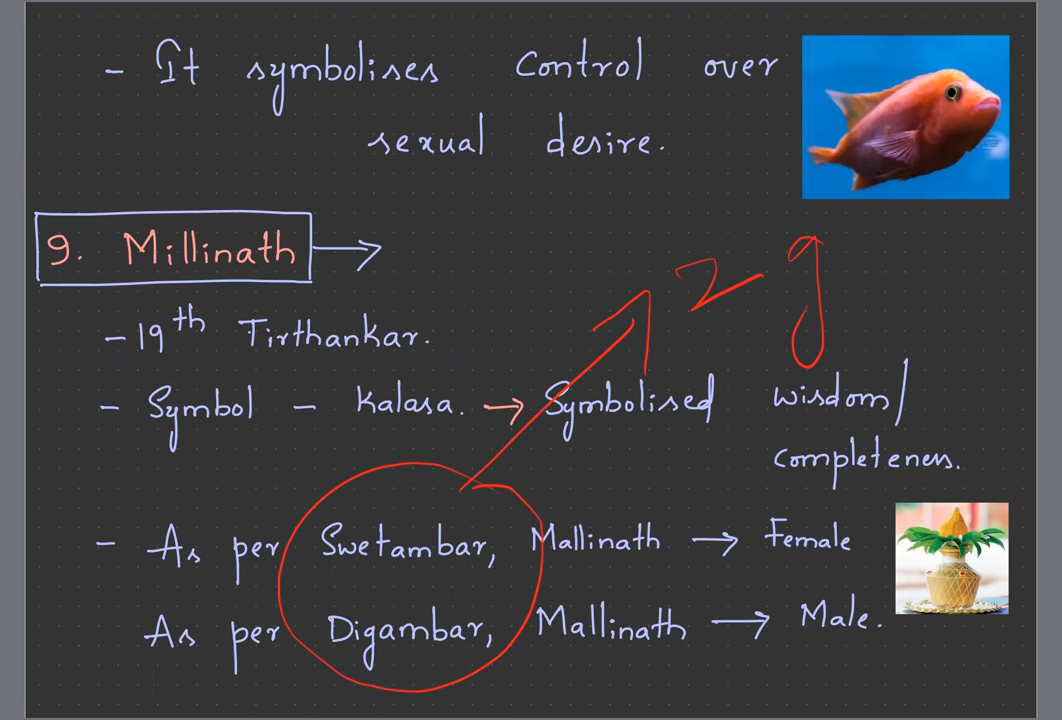 - It symbolises control over
sexual desire.
9. Millinath →
- 19th Tirthankar.
- Symbol - Kalasa. → Symbolised wisdom/
completeness.
- As per Swetambar, Mallinath → Female
As per Digambar, Mallinath → Male.